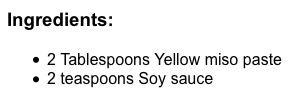 Ingredients:
• 2 Tablespoons Yellow miso paste
• 2 teaspoons Soy sauce